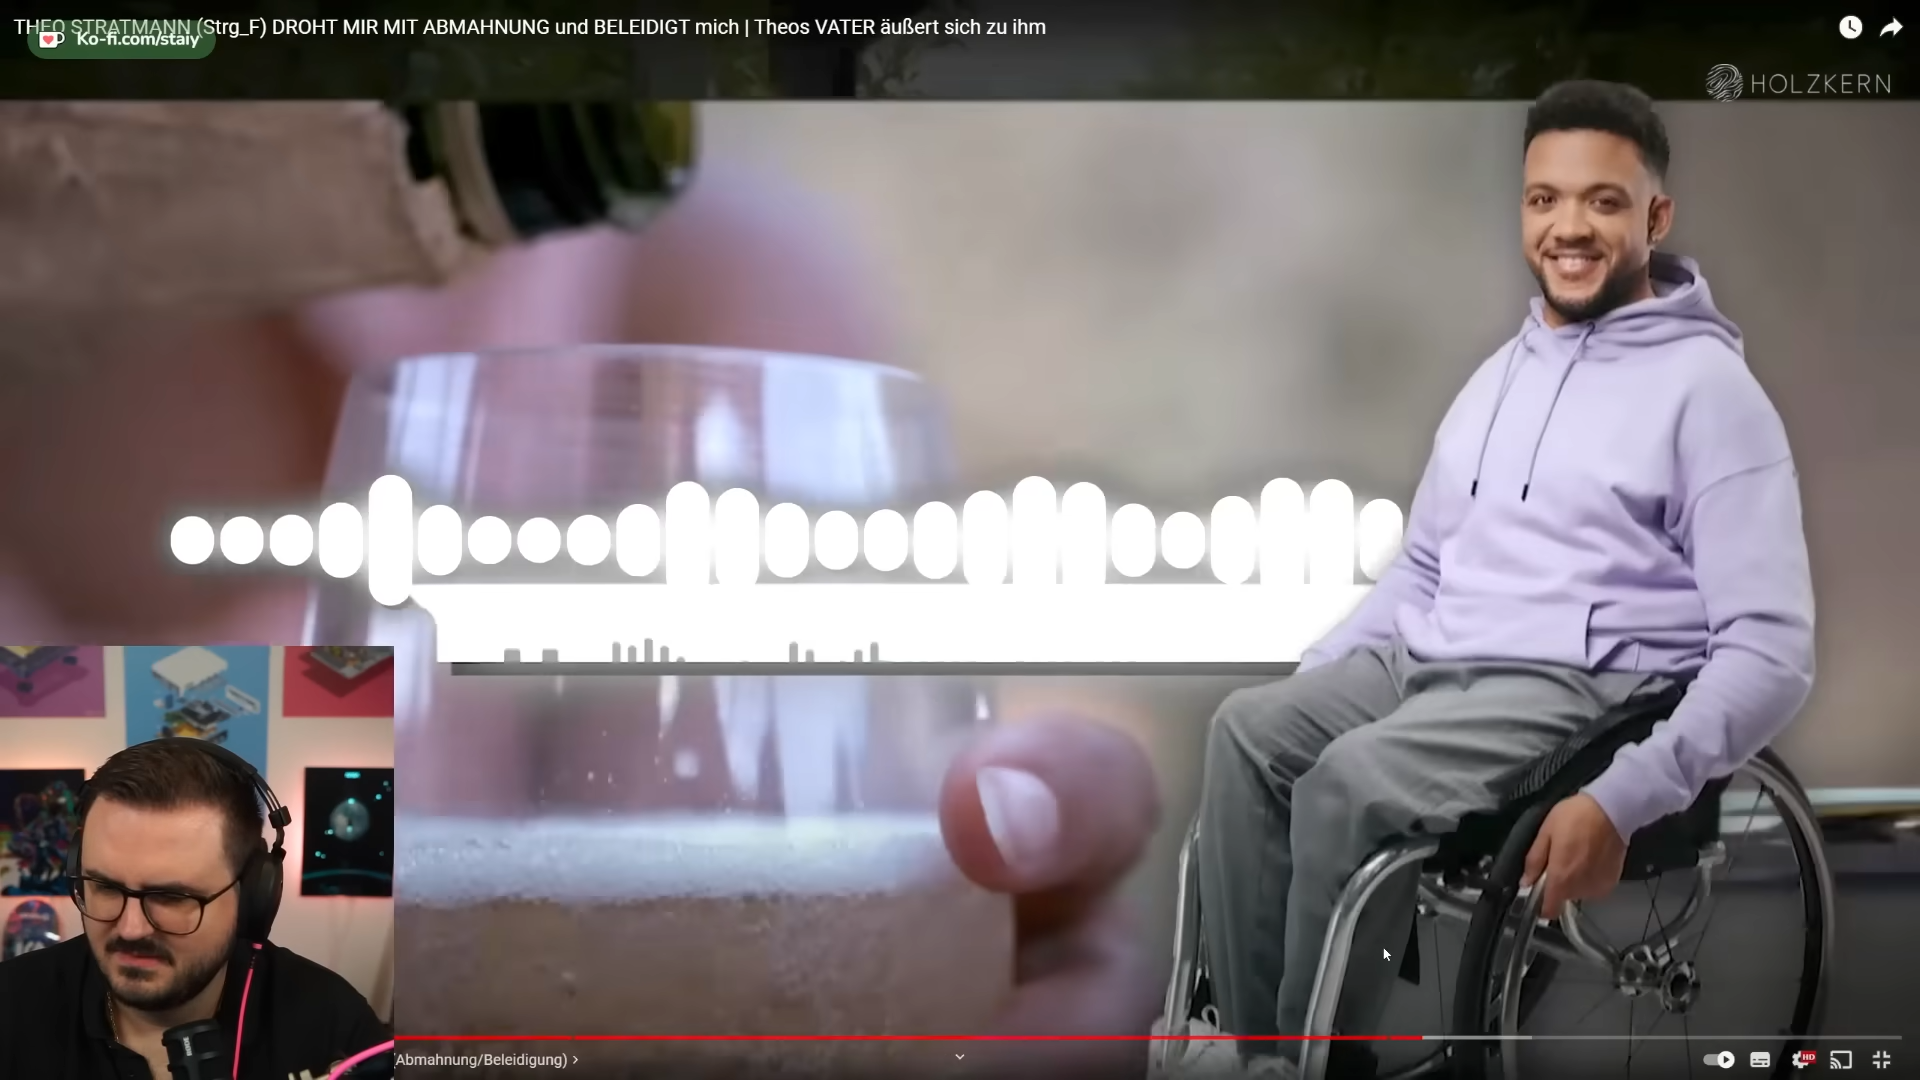 THEO STRATMANN (Strg_F) DROHT MIR MIT ABMAHNUNG und BELEIDIGT mich | Theos VATER äußert sich zu ihm
Ko-fi.com/staiy
HOLZKERN
(Abmahnung/Beleidigung) >
HD